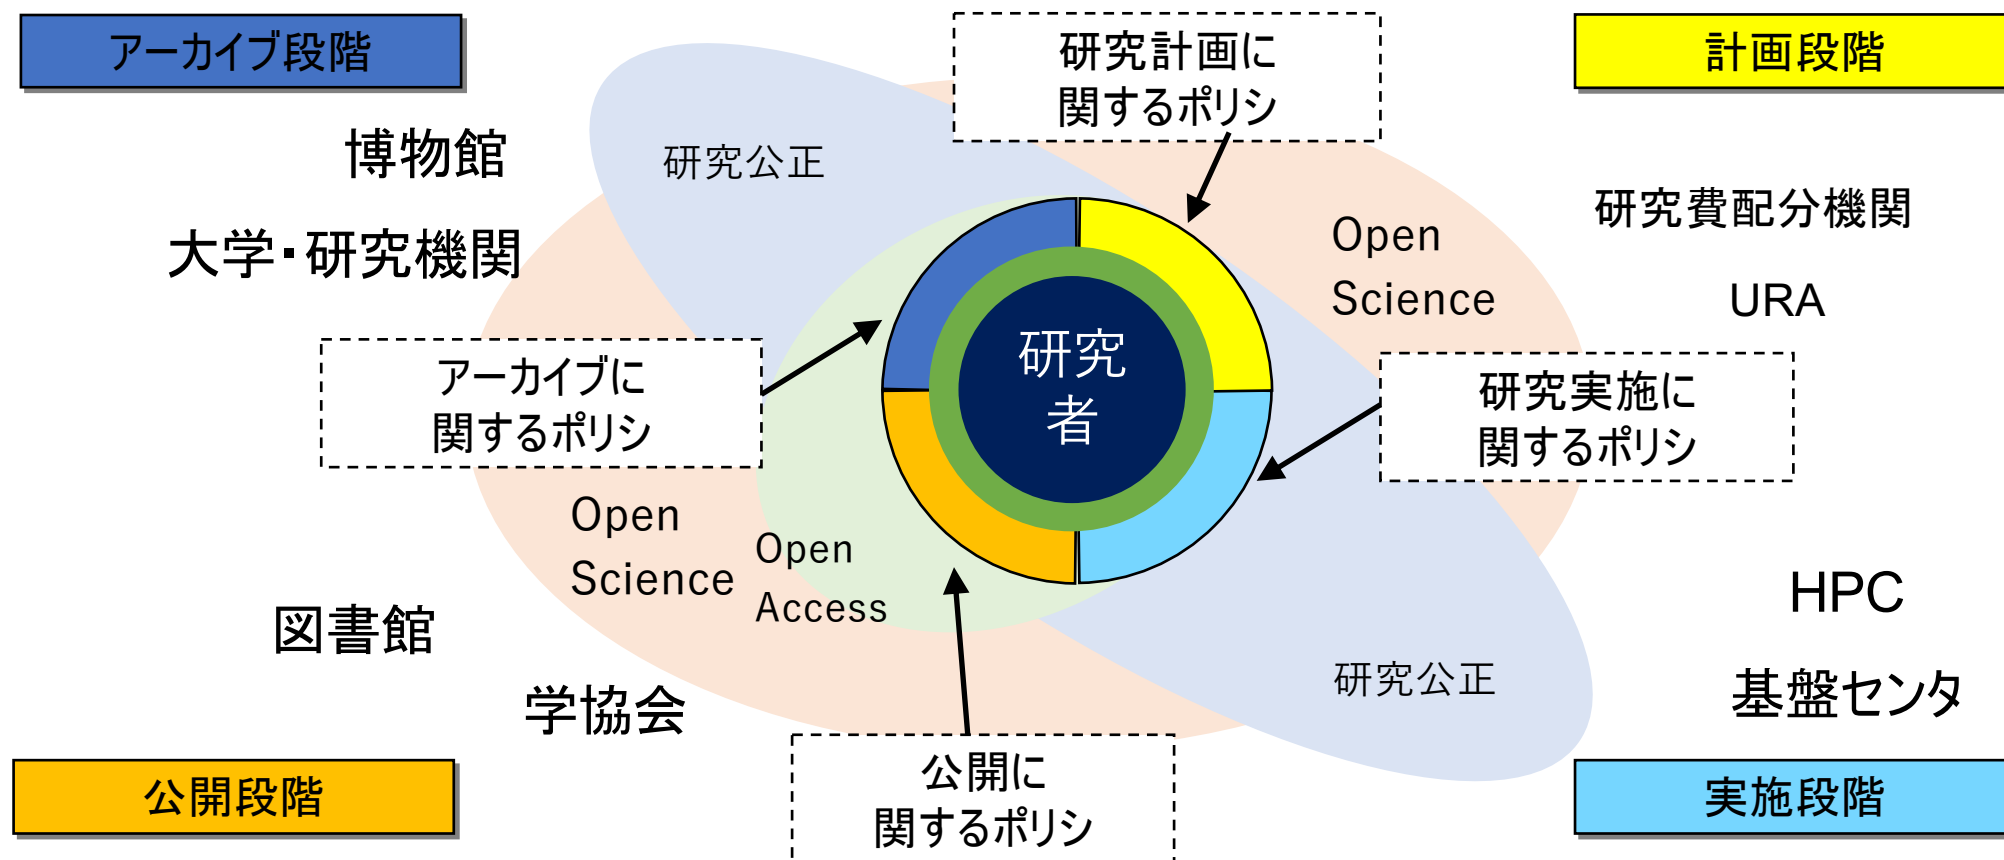 アーカイブ段階
研究計画に
関するポリシ
計画段階
博物館
研究公正
大学・研究機関
研究費配分機関
Open
Science
URA
研究
者
アーカイブに
関するポリシ
研究実施に
関するポリシ
Open
Science
Open
Access
図書館
HPC
学協会
研究公正
基盤センタ
公開に
関するポリシ
公開段階
実施段階